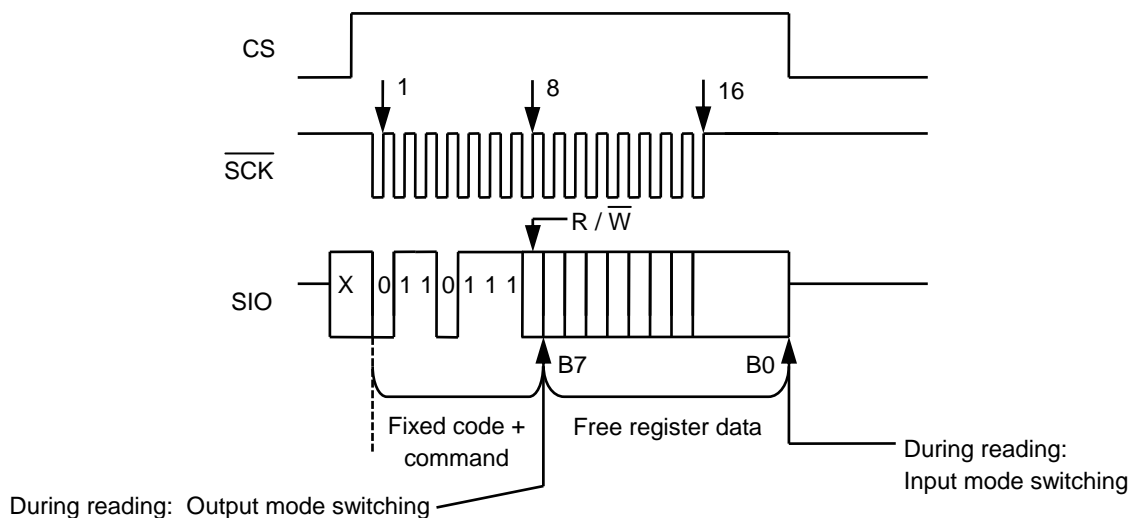 CS
1
8
16
SCK
R / W
X
0 1 1 0 1 1 1
SIO
B7
B0
Fixed code +
command
Free register data
During reading:
Input mode switching
During reading: Output mode switching